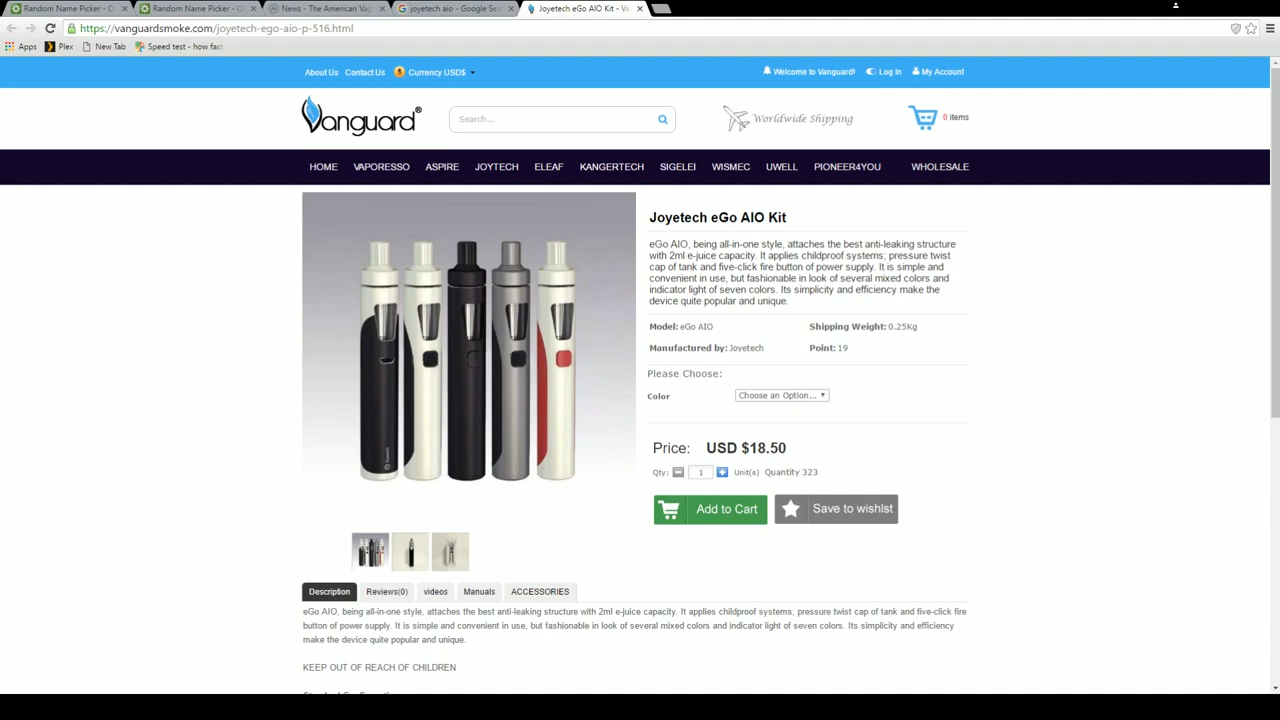 Random Name Picker - C
Random Name Picker - C
News - The American Vap
joyetech aio - Google Sea
Joyetech eGo AIO Kit - Va
https://vanguardsmoke.com/joyetech-ego-aio-p-516.html
Apps Plex New Tab Speed test - how fast
About Us Contact Us Currency USD$ Welcome to Vanguard! Log In My Account
Vanguard® Search... Worldwide Shipping 0 items
HOME VAPORESSO ASPIRE JOYTECH ELEAF KANGERTECH SIGELEI WISMEC UWELL PIONEER4YOU WHOLESALE
Joyetech eGo AIO Kit
eGo AIO, being all-in-one style, attaches the best anti-leaking structure
with 2ml e-juice capacity. It applies childproof systems; pressure twist
cap of tank and five-click fire button of power supply. It is simple and
convenient in use, but fashionable in look of several mixed colors and
indicator light of seven colors. Its simplicity and efficiency make the
device quite popular and unique.
Model: eGo AIO Shipping Weight: 0.25Kg
Manufactured by: Joyetech Point: 19
Please Choose:
Color Choose an Option...
Price: USD $18.50
Qty: 1 Unit(s) Quantity 323
Add to Cart Save to wishlist
Description Reviews(0) videos Manuals ACCESSORIES
eGo AIO, being all-in-one style, attaches the best anti-leaking structure with 2ml e-juice capacity. It applies childproof systems; pressure twist cap of tank and five-click fire
button of power supply. It is simple and convenient in use, but fashionable in look of several mixed colors and indicator light of seven colors. Its simplicity and efficiency
make the device quite popular and unique.
KEEP OUT OF REACH OF CHILDREN